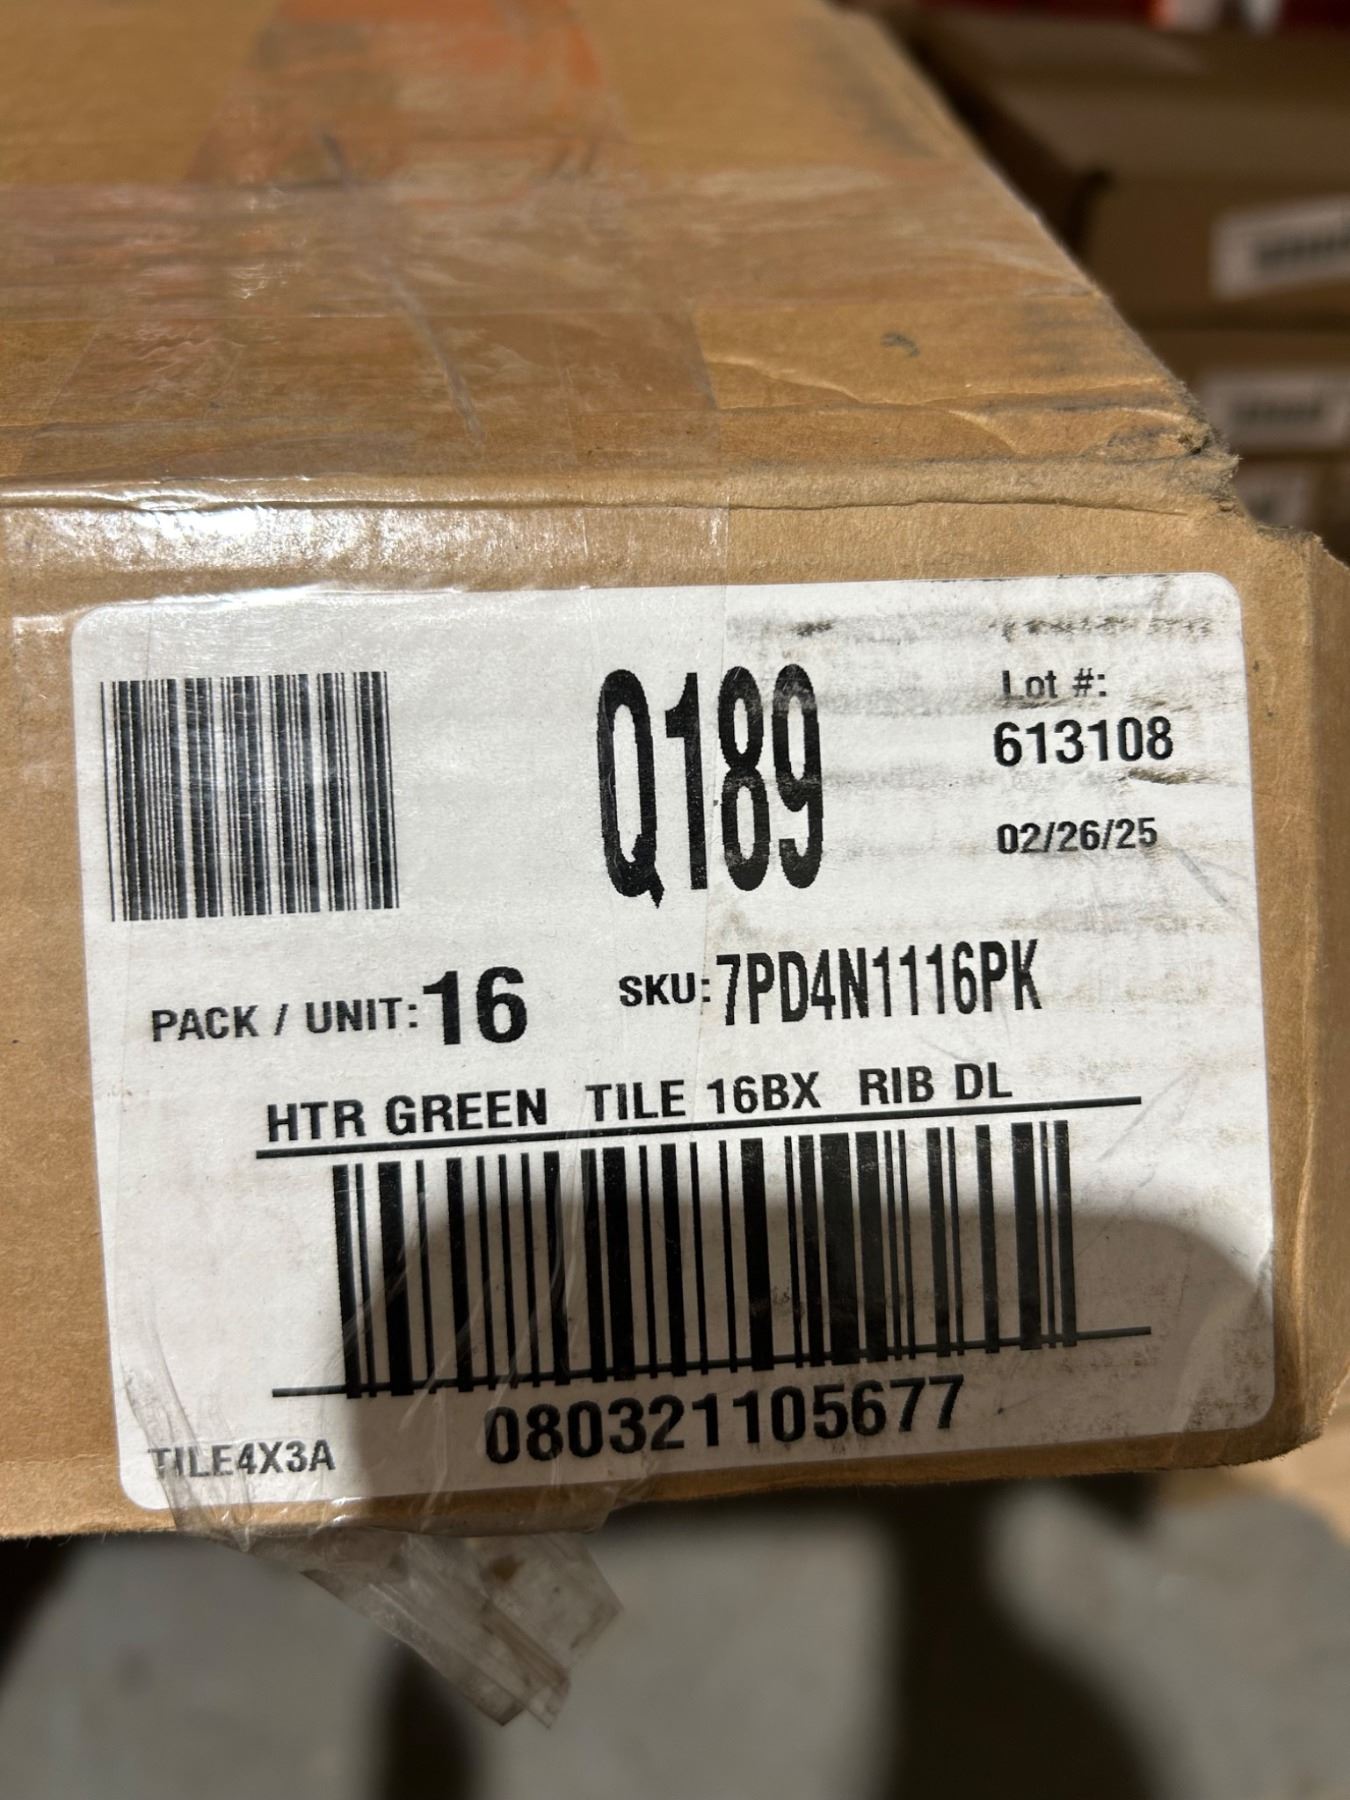 Q189
Lot #:
613108
02/26/25
PACK / UNIT: 16
SKU: 7PD4N1116PK
HTR GREEN TILE 16BX RIB DL
080321105677
TILE4X3A